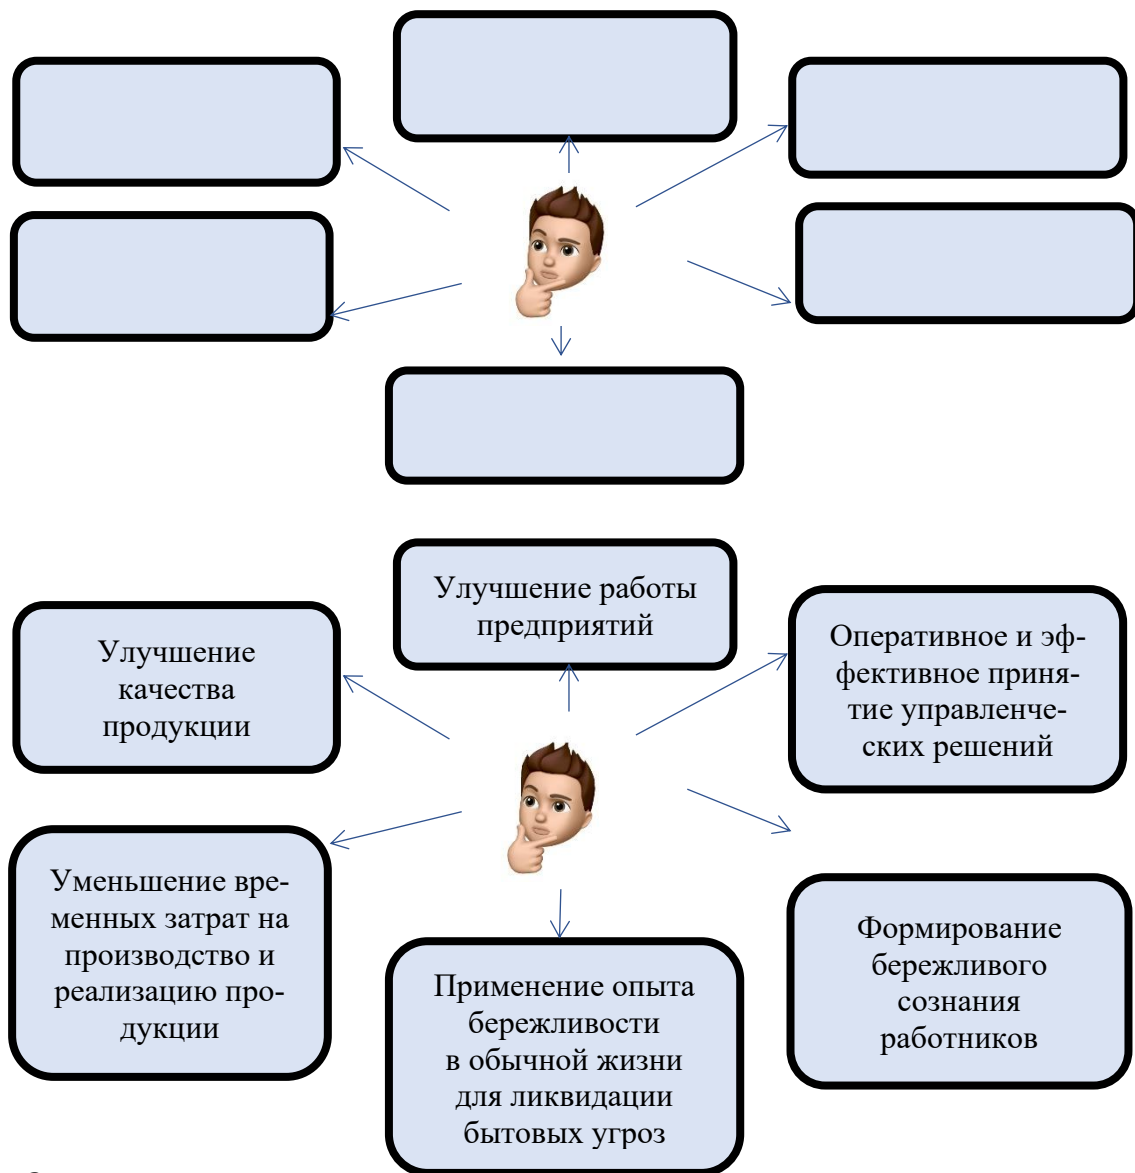 Улучшение работы
предприятий
Улучшение
качества
продукции
Оперативное и эф-
фективное приня-
тие управленче-
ских решений
Уменьшение вре-
менных затрат на
производство и
реализацию про-
дукции
Применение опыта
бережливости
в обычной жизни
для ликвидации
бытовых угроз
Формирование
бережливого
сознания
работников